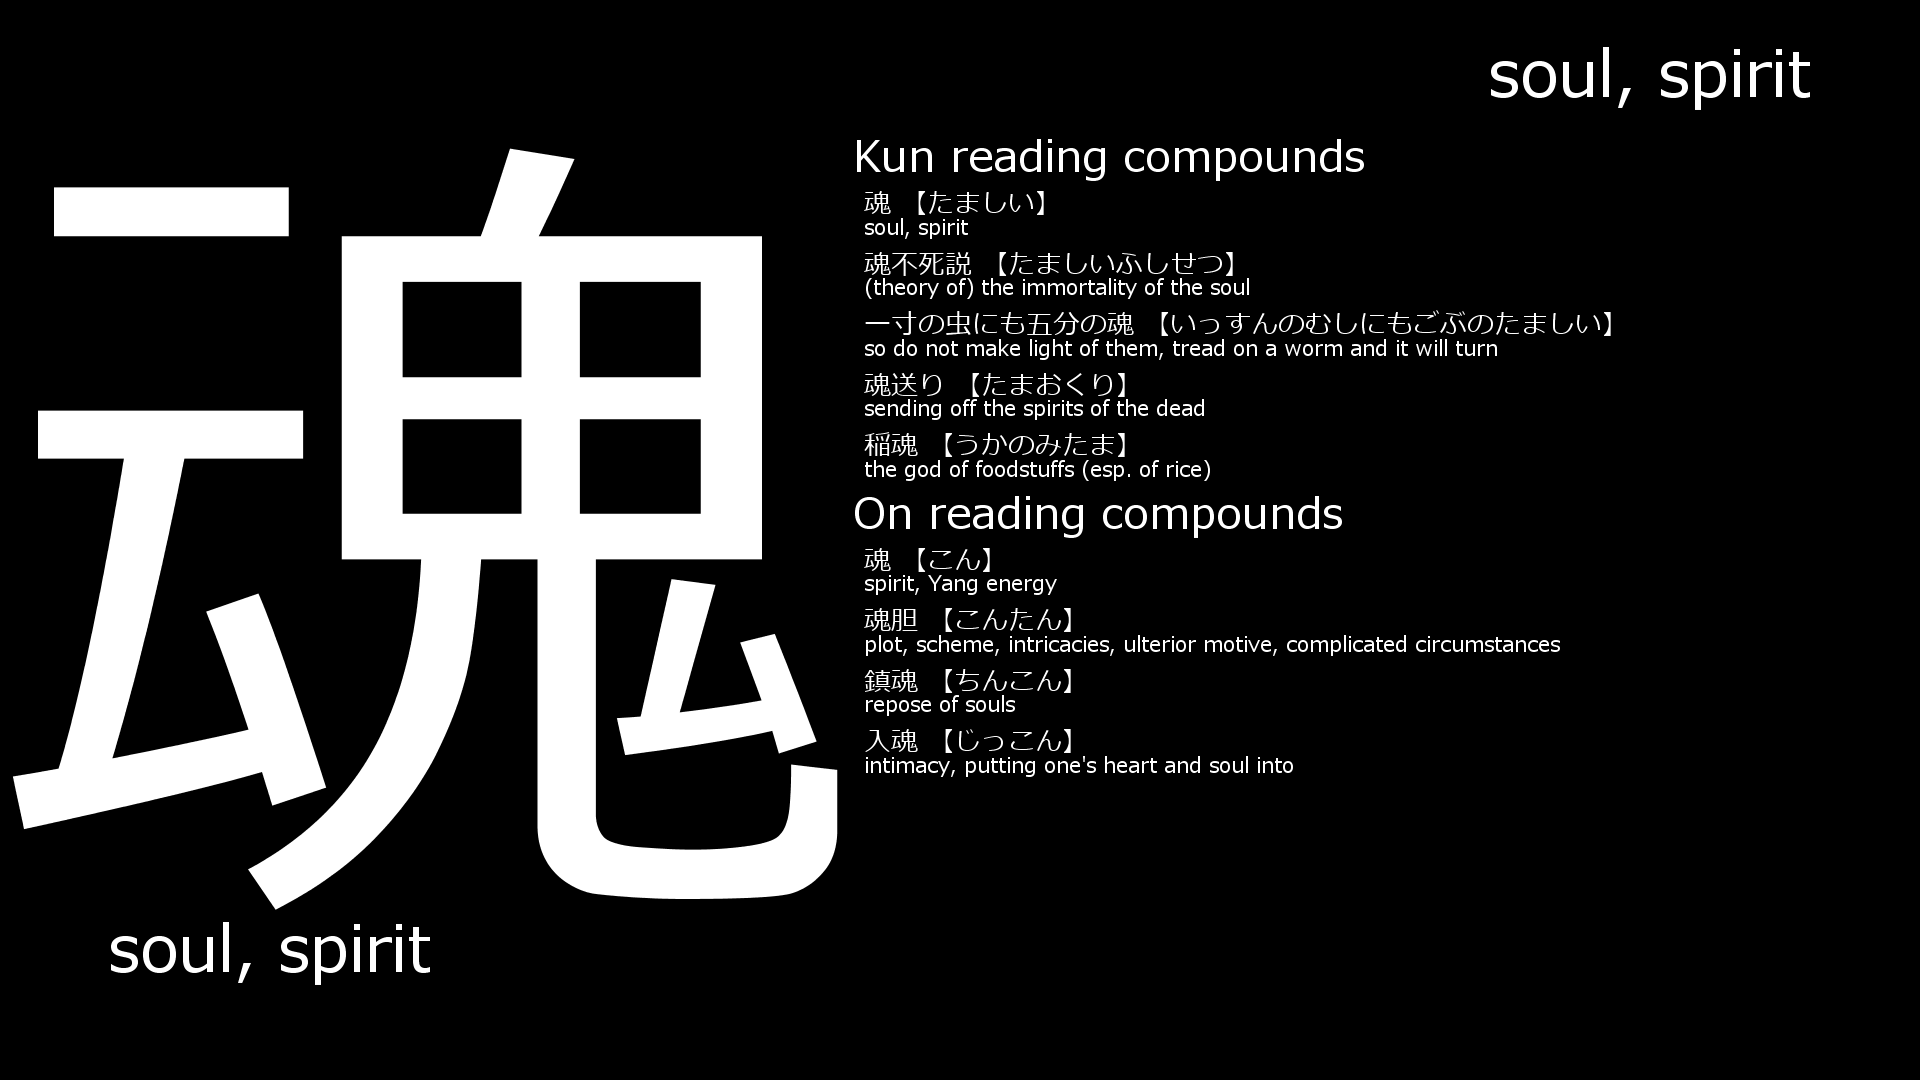 soul, spirit
魂
soul, spirit
Kun reading compounds
魂 【たましい】
soul, spirit
魂不死説 【たましいふしせつ】
(theory of) the immortality of the soul
一寸の虫にも五分の魂 【いっすんのむしにもごぶのたましい】
so do not make light of them, tread on a worm and it will turn
魂送り 【たまおくり】
sending off the spirits of the dead
稲魂 【うかのみたま】
the god of foodstuffs (esp. of rice)
On reading compounds
魂 【こん】
spirit, Yang energy
魂胆 【こんたん】
plot, scheme, intricacies, ulterior motive, complicated circumstances
鎮魂 【ちんこん】
repose of souls
入魂 【じっこん】
intimacy, putting one's heart and soul into